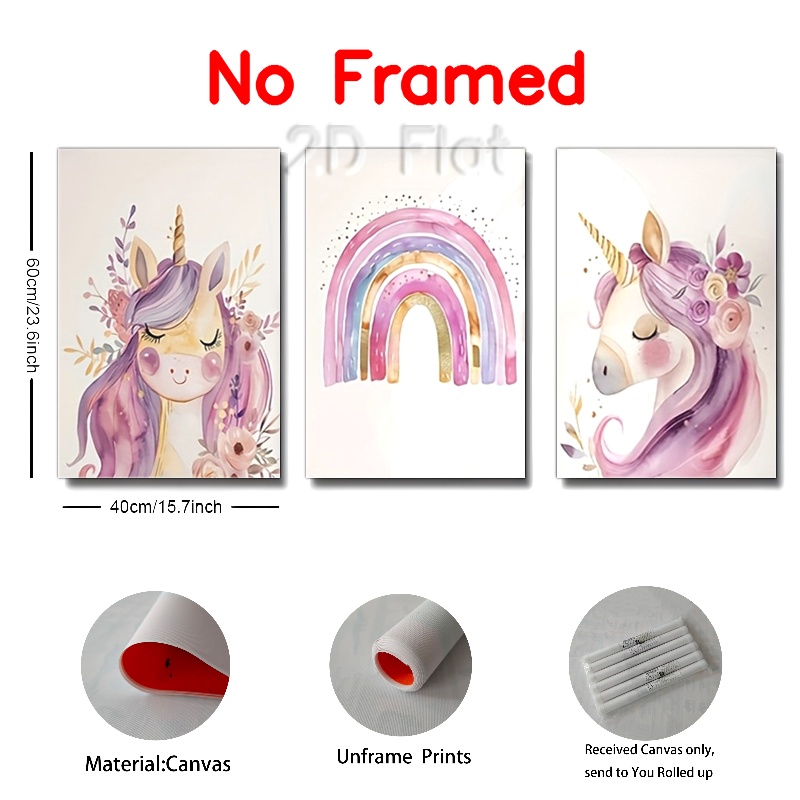 No Framed
2D Flat
60cm/23.6inch
40cm/15.7inch
Material:Canvas
Unframe Prints
Received Canvas only,
send to You Rolled up